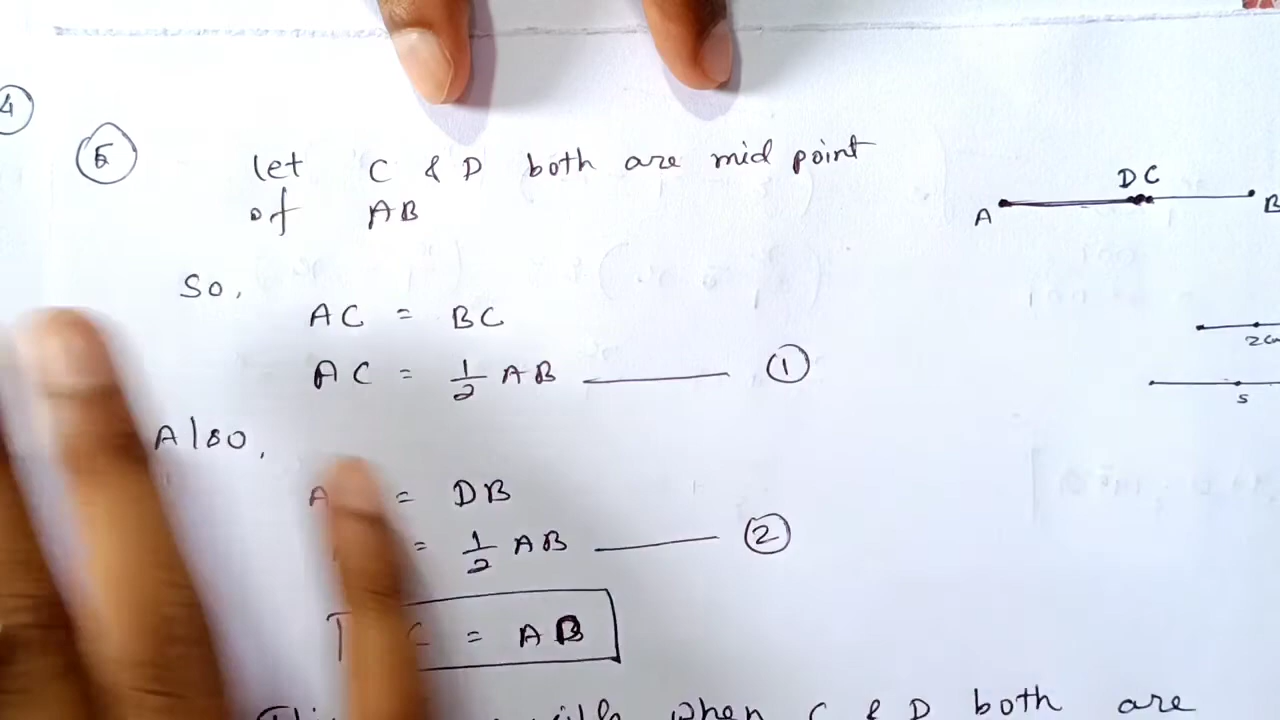 4
5
let C & D both are mid point
of AB
D C
A B
So,
AC = BC
AC = 1/2 AB ——— ①
Also,
= DB
= 1/2 AB ——— ②
= AB
when C & D both are
5